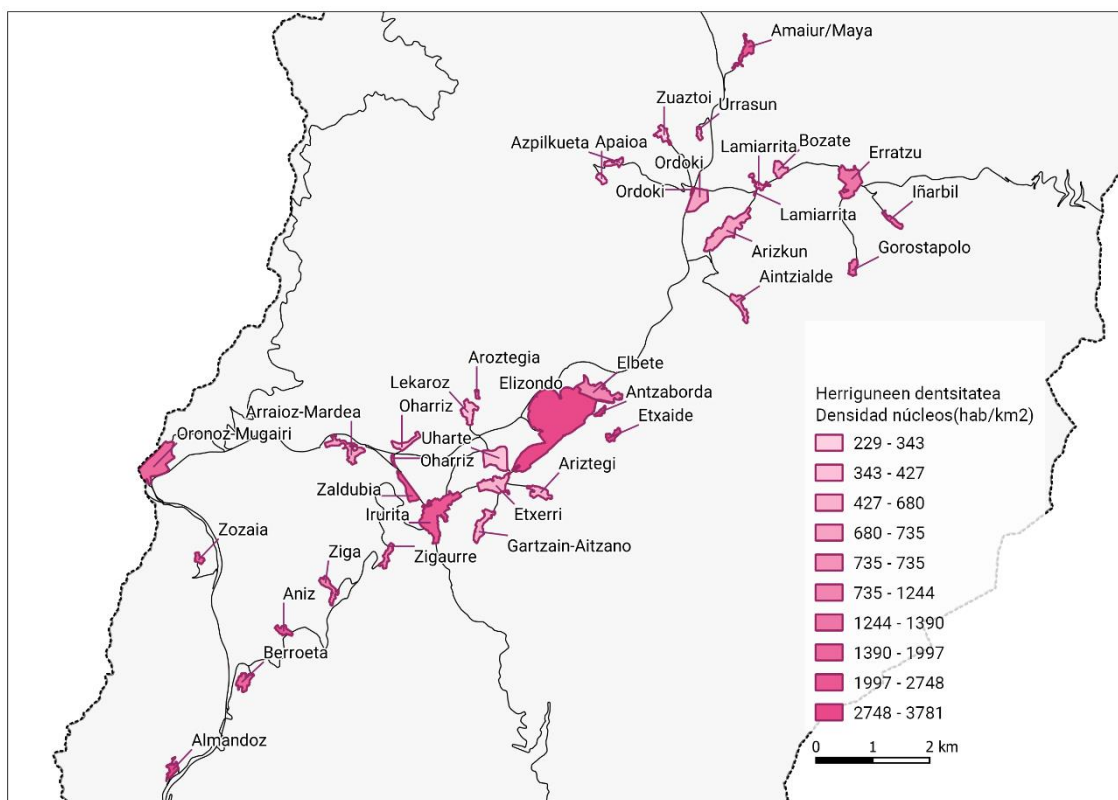 Amaiur/Maya
Zuaztoi
Urrasun
Azpilkueta Apaioa
Ordoki
Lamiarrita
Bozate
Erratzu
Ordoki
Iñarbil
Lamiarrita
Arizkun
Gorostapolo
Aintzialde
Aroztegia
Elbete
Lekaroz
Elizondo
Antzaborda
Oharriz
Etxaide
Arraioz-Mardea
Oronoz-Mugairi
Uharte
Oharriz
Ariztegi
Zaldubia
Irurita
Etxerri
Zozaia
Gartzain-Aitzano
Ziga
Zigaurre
Aniz
Berroeta
Almandoz
Herriguneen dentsitatea
Densidad núcleos(hab/km2)
229 - 343
343 - 427
427 - 680
680 - 735
735 - 735
735 - 1244
1244 - 1390
1390 - 1997
1997 - 2748
2748 - 3781
0 1 2 km